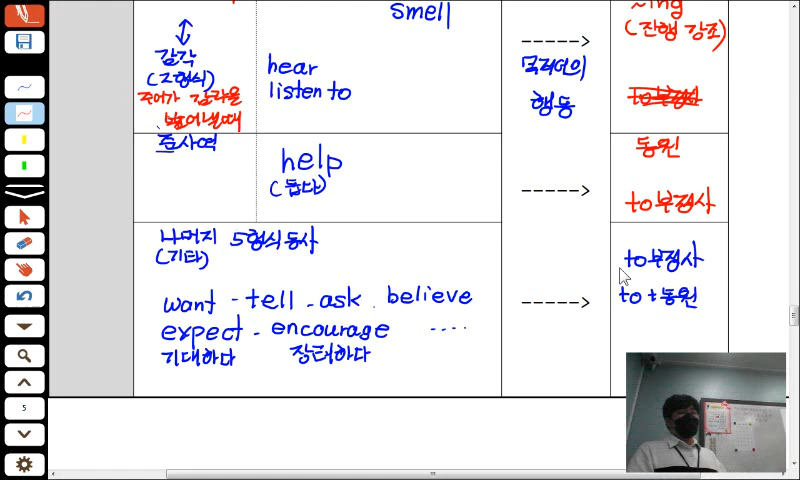 smell
~ing
(진행 강조)
감각
(2형식)
주어가 감각을
hear
listen to
----->
목적어의
행동
to부정사
준사역
help
(돕다)
----->
동원
to부정사
나머지 5형식동사
(기타)
want - tell - ask . believe
expect - encourage ....
기대하다 장려하다
----->
to부정사
to + 동원
5